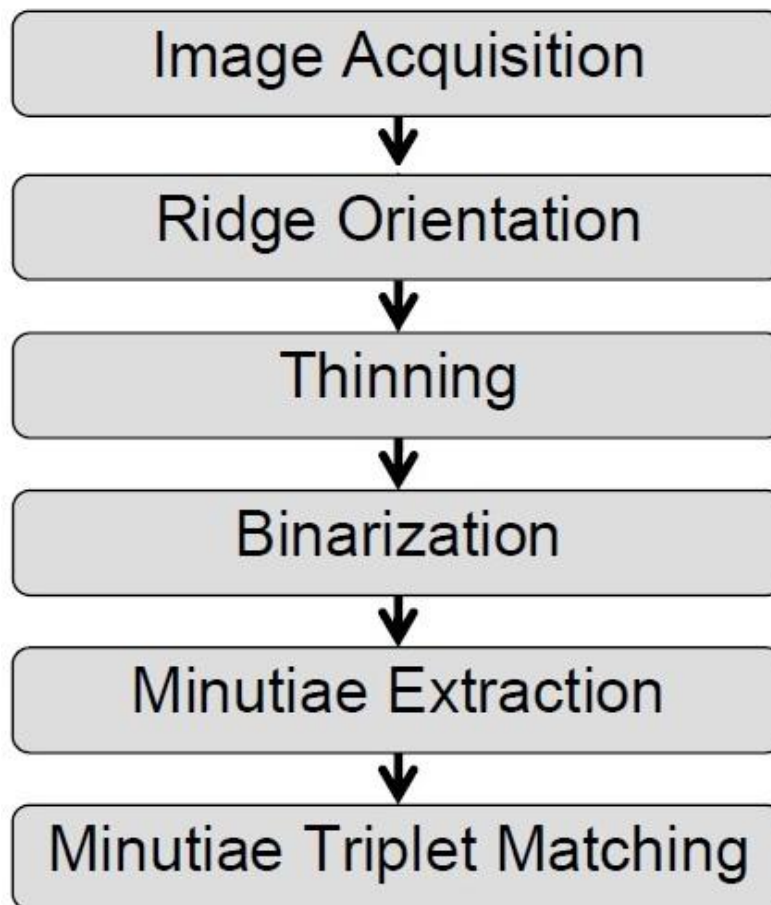 Image Acquisition
Ridge Orientation
Thinning
Binarization
Minutiae Extraction
Minutiae Triplet Matching